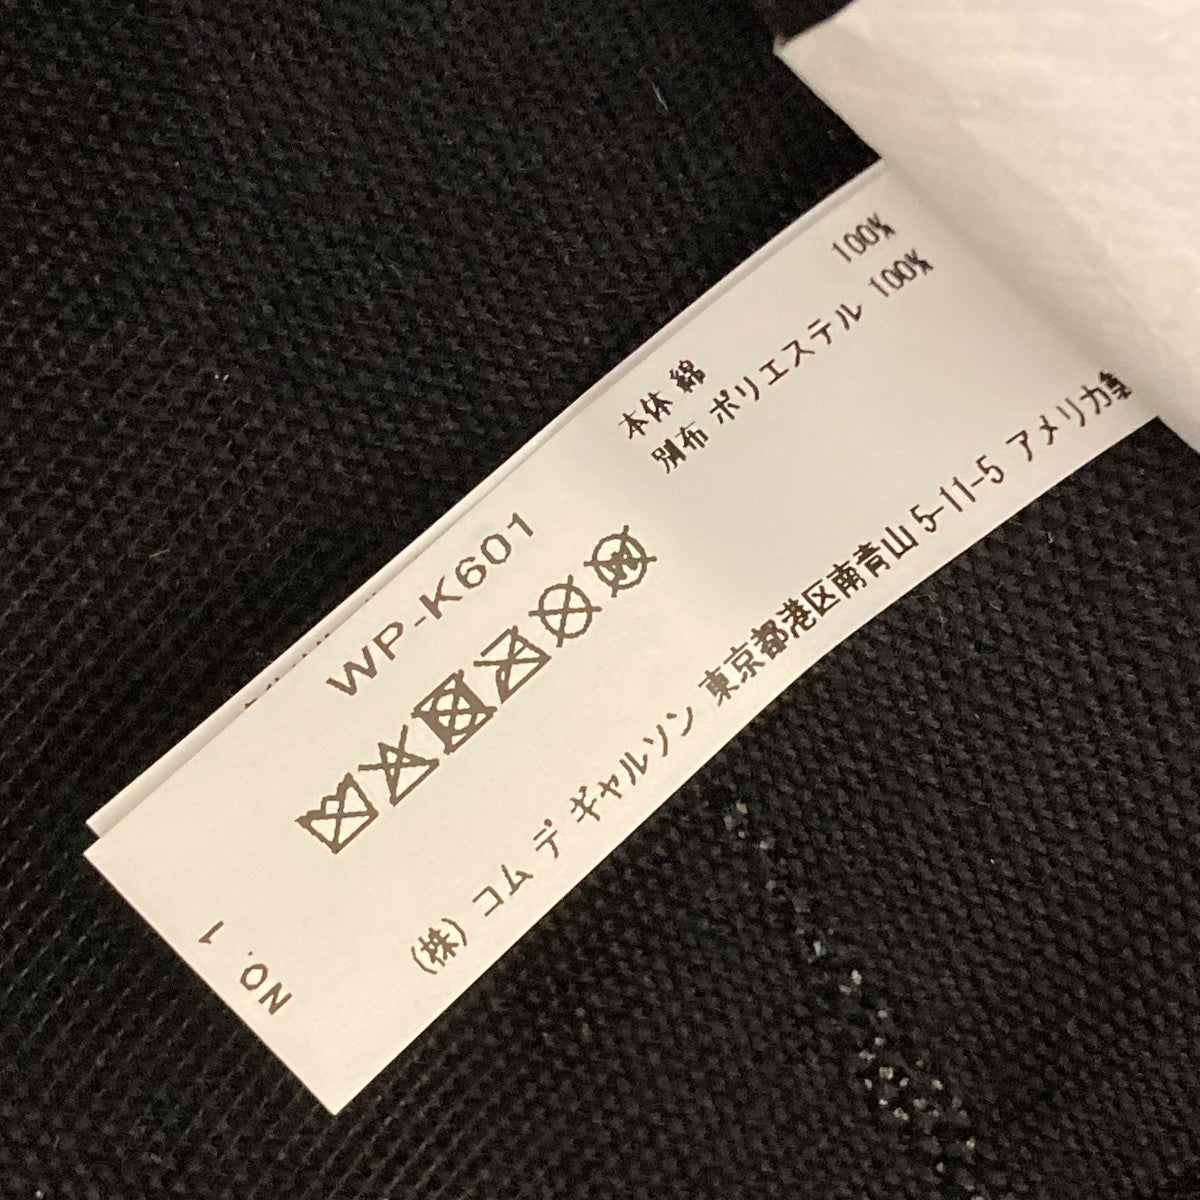 本体 綿 100%
別布 ポリエステル 100%
WP-K601
(株) コム デ ギャルソン 東京都港区南青山 5-11-5 アメリカ製
NO. 1